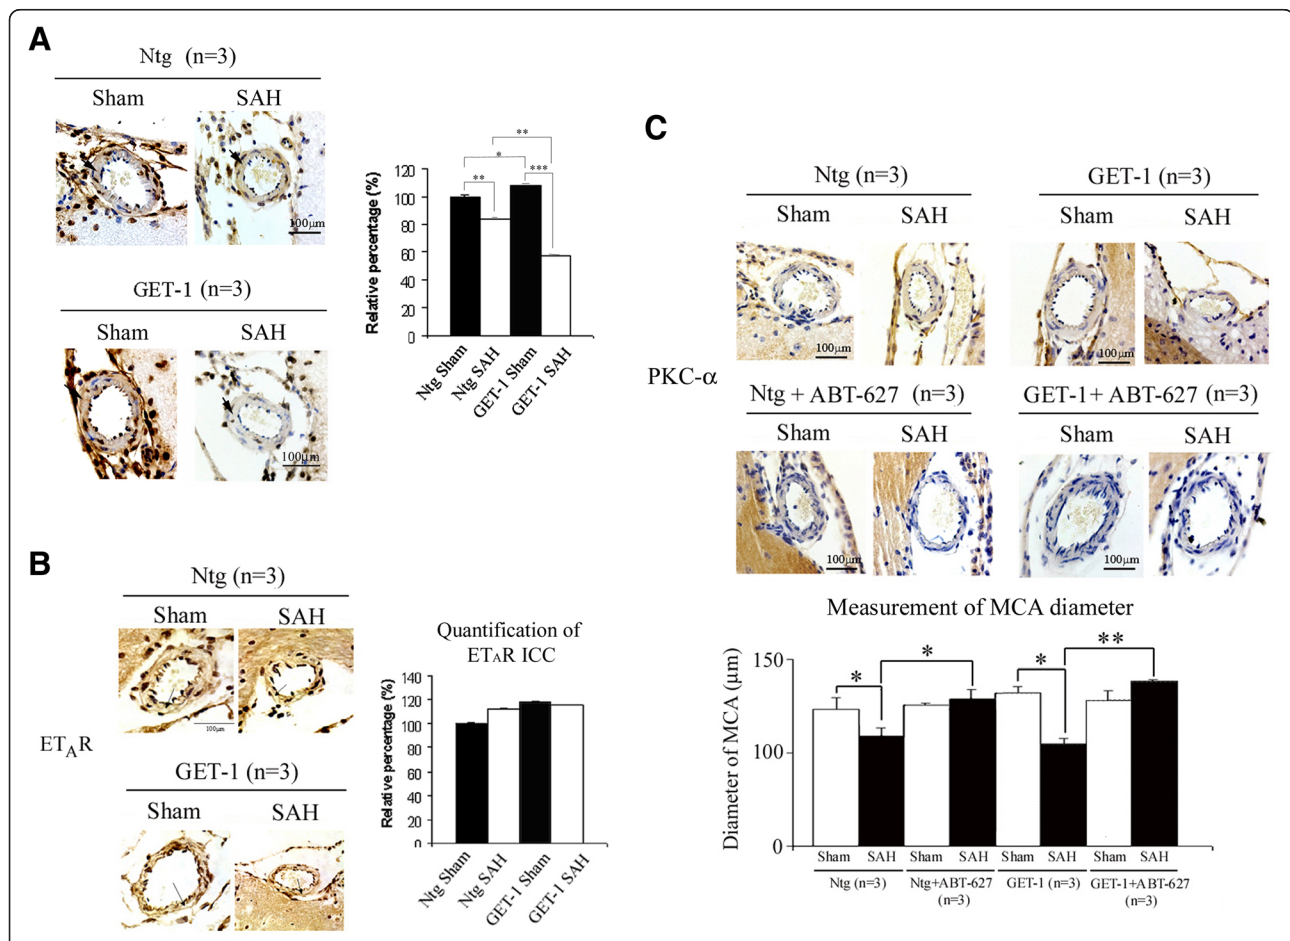 A
Ntg (n=3)
Sham SAH
100μm
GET-1 (n=3)
Sham SAH
100μm
**
* ***
**
Relative percentage (%)
120
100
80
60
40
20
0
Ntg Sham
Ntg SAH
GET-1 Sham
GET-1 SAH
B
Ntg (n=3)
Sham SAH
100μm
ETAR
GET-1 (n=3)
Sham SAH
Quantification of
ETAR ICC
Relative percentage (%)
140
120
100
80
60
40
20
0
Ntg Sham
Ntg SAH
GET-1 Sham
GET-1 SAH
C
Ntg (n=3) GET-1 (n=3)
Sham SAH Sham SAH
100μm 100μm
PKC-α
Ntg + ABT-627 (n=3) GET-1+ ABT-627 (n=3)
Sham SAH Sham SAH
100μm 100μm
Measurement of MCA diameter
Diameter of MCA (μm)
150
100
0
* * * **
Sham SAH Sham SAH Sham SAH Sham SAH
Ntg (n=3) Ntg+ABT-627 GET-1 (n=3) GET-1+ABT-627
(n=3) (n=3)